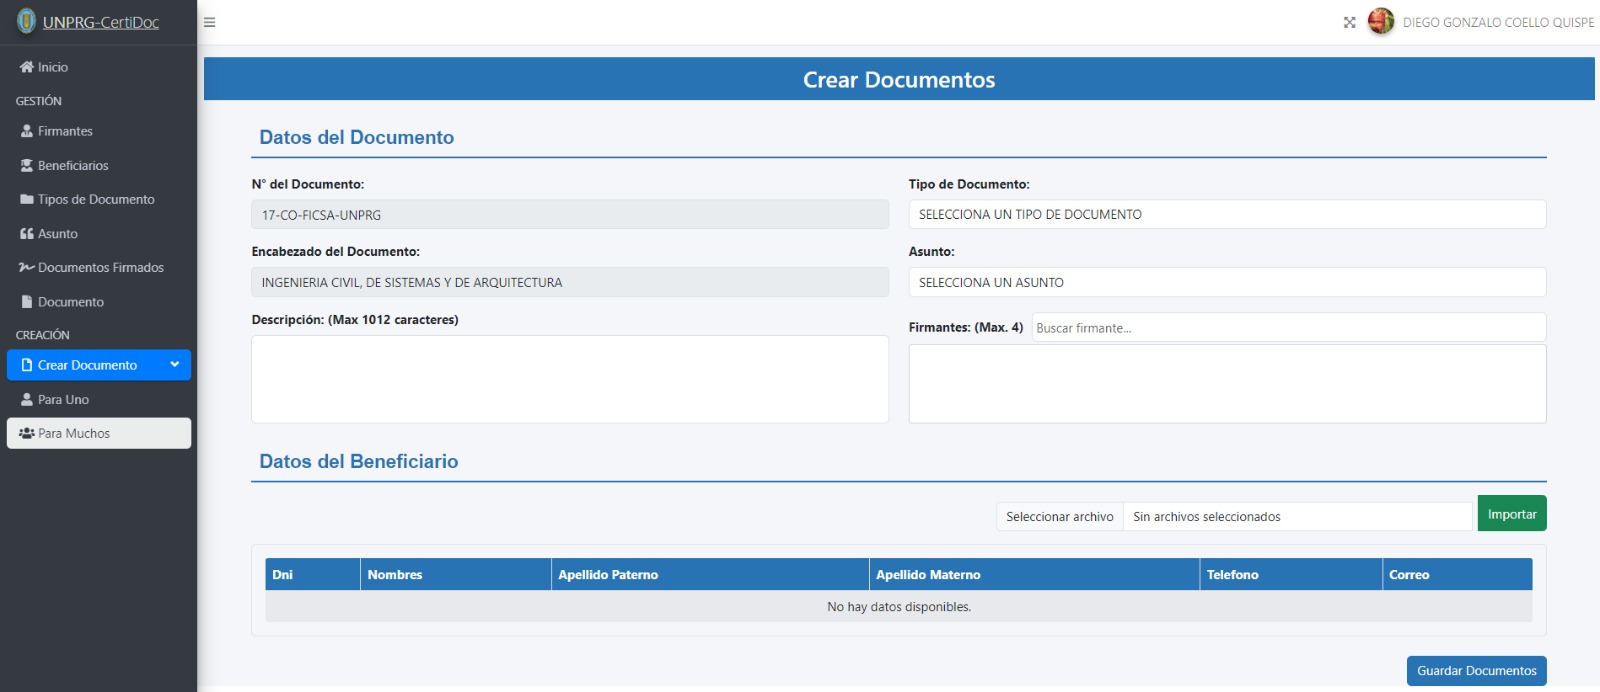 UNPRG-CertiDoc
DIEGO GONZALO COELLO QUISPE
Inicio
GESTIÓN
Firmantes
Beneficiarios
Tipos de Documento
Asunto
Documentos Firmados
Documento
CREACIÓN
Crear Documento
Para Uno
Para Muchos
Crear Documentos
Datos del Documento
N° del Documento:
17-CO-FICSA-UNPRG
Tipo de Documento:
SELECCIONA UN TIPO DE DOCUMENTO
Encabezado del Documento:
INGENIERIA CIVIL, DE SISTEMAS Y DE ARQUITECTURA
Asunto:
SELECCIONA UN ASUNTO
Descripción: (Max 1012 caracteres)
Firmantes: (Max. 4) Buscar firmante...
Datos del Beneficiario
Seleccionar archivo Sin archivos seleccionados Importar
Dni Nombres Apellido Paterno Apellido Materno Telefono Correo
No hay datos disponibles.
Guardar Documentos